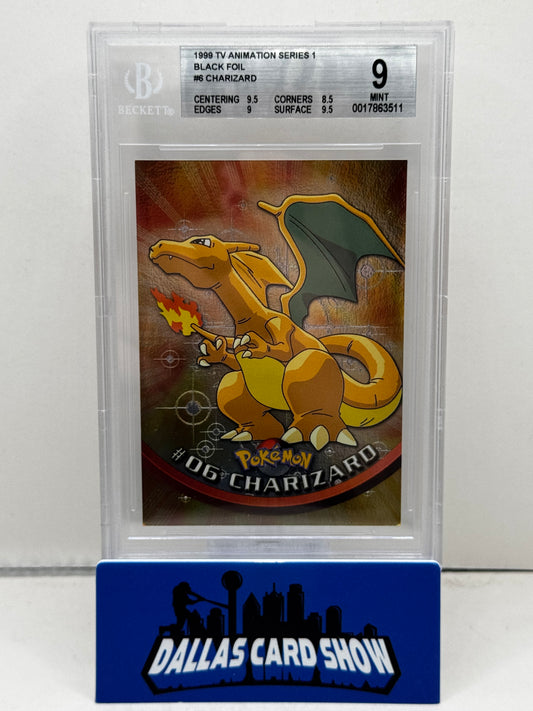 1999 TV ANIMATION SERIES 1
BLACK FOIL
#6 CHARIZARD
CENTERING 9.5 CORNERS 8.5
EDGES 9 SURFACE 9.5
9
MINT
0017863511
B
BECKETT®
POKéMON
#06 CHARIZARD
DALLAS CARD SHOW